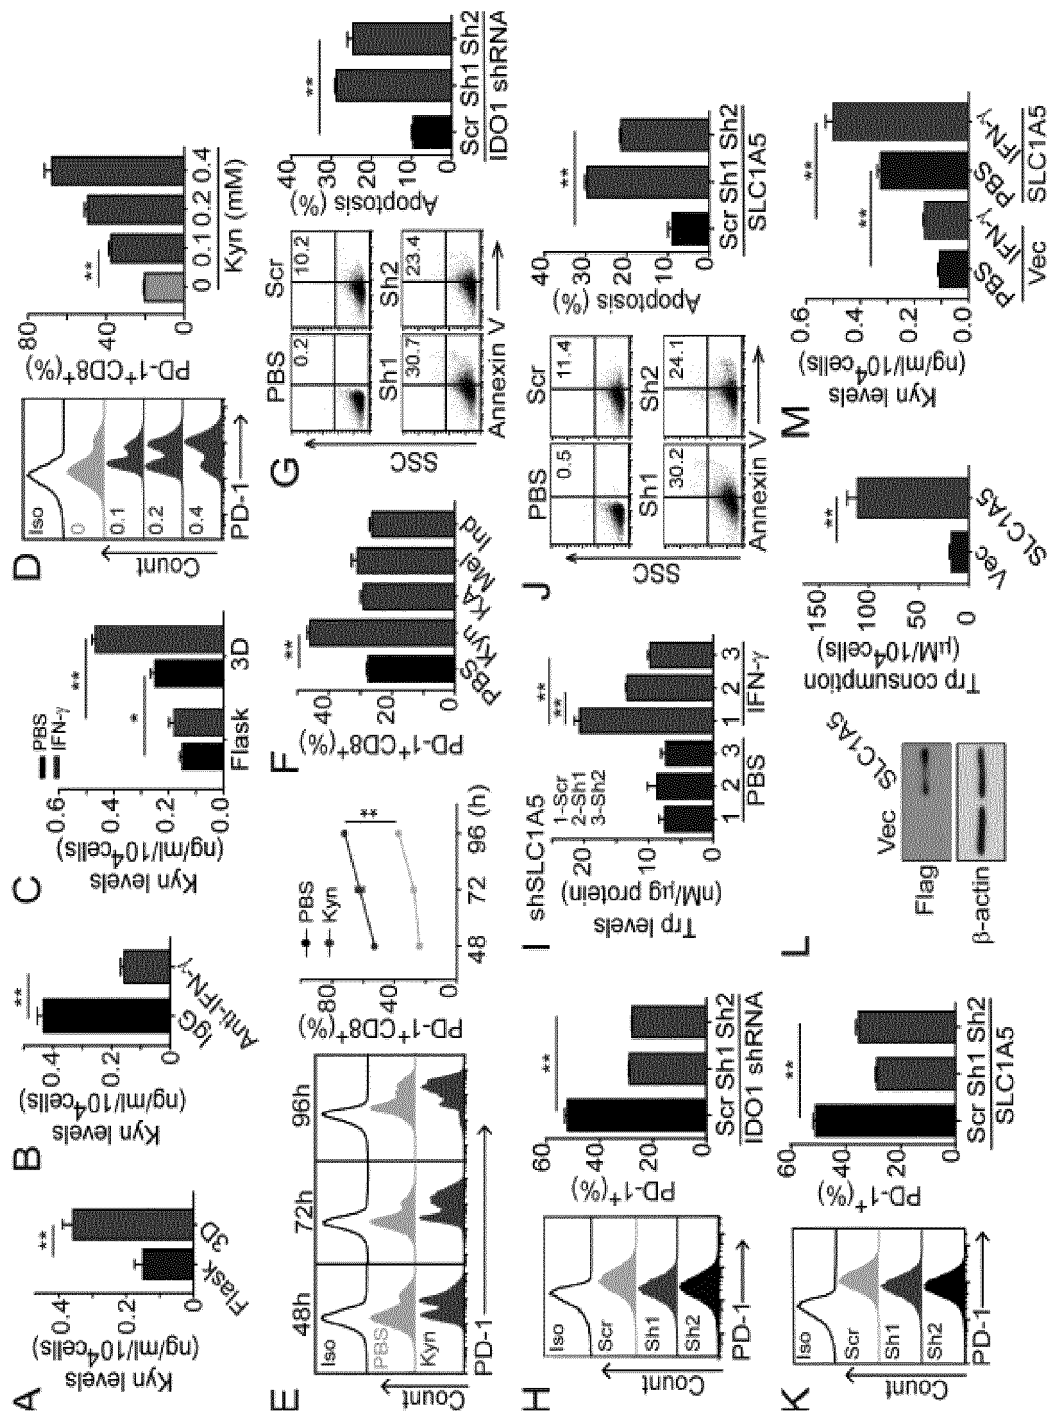 A
Kyn levels
(ng/ml/10⁴cells)
0.4
0.2
0
**
Flask
3D
B
Kyn levels
(ng/ml/10⁴cells)
0.4
0.2
0
**
IgG
Anti-IFN-γ
C
Kyn levels
(ng/ml/10⁴cells)
0.6
0.4
0.2
0.0
PBS
IFN-γ
*
**
Flask 3D
D
Count
Iso
0
0.1
0.2
0.4
PD-1
PD-1⁺CD8⁺(%)
80
40
0
**
0 0.1 0.2 0.4
Kyn (mM)
E
48h 72h 96h
Count
Iso
PBS
Kyn
PD-1
PD-1⁺CD8⁺(%)
80
40
0
PBS
Kyn
**
48 72 96 (h)
F
PD-1⁺CD8⁺(%)
40
20
0
**
PBS Kyn KA Mel Ind
G
SSC
PBS
0.2
Scr
10.2
Sh1
30.7
Sh2
23.4
Annexin V
Apoptosis (%)
40
30
20
10
0
**
Scr Sh1 Sh2
IDO1 shRNA
H
Count
Iso
Scr
Sh1
Sh2
PD-1
PD-1⁺(%)
60
40
20
0
**
Scr Sh1 Sh2
IDO1 shRNA
I
shSLC1A5
Trp levels
(nM/μg protein)
20
10
0
1-Scr
2-Sh1
3-Sh2
**
**
1 2 3 1 2 3
PBS IFN-γ
J
SSC
PBS
0.5
Scr
11.4
Sh1
30.2
Sh2
24.1
Annexin V
Apoptosis (%)
40
30
20
10
0
**
Scr Sh1 Sh2
SLC1A5
K
Count
Iso
Scr
Sh1
Sh2
PD-1
PD-1⁺(%)
60
40
20
0
**
Scr Sh1 Sh2
SLC1A5
L
Vec SLC1A5
Flag
β-actin
Trp consumption
(μM/10⁴cells)
150
100
50
0
**
Vec
SLC1A5
M
Kyn levels
(ng/ml/10⁴cells)
0.6
0.4
0.2
0.0
**
**
PBS IFN-γ PBS IFN-γ
Vec SLC1A5